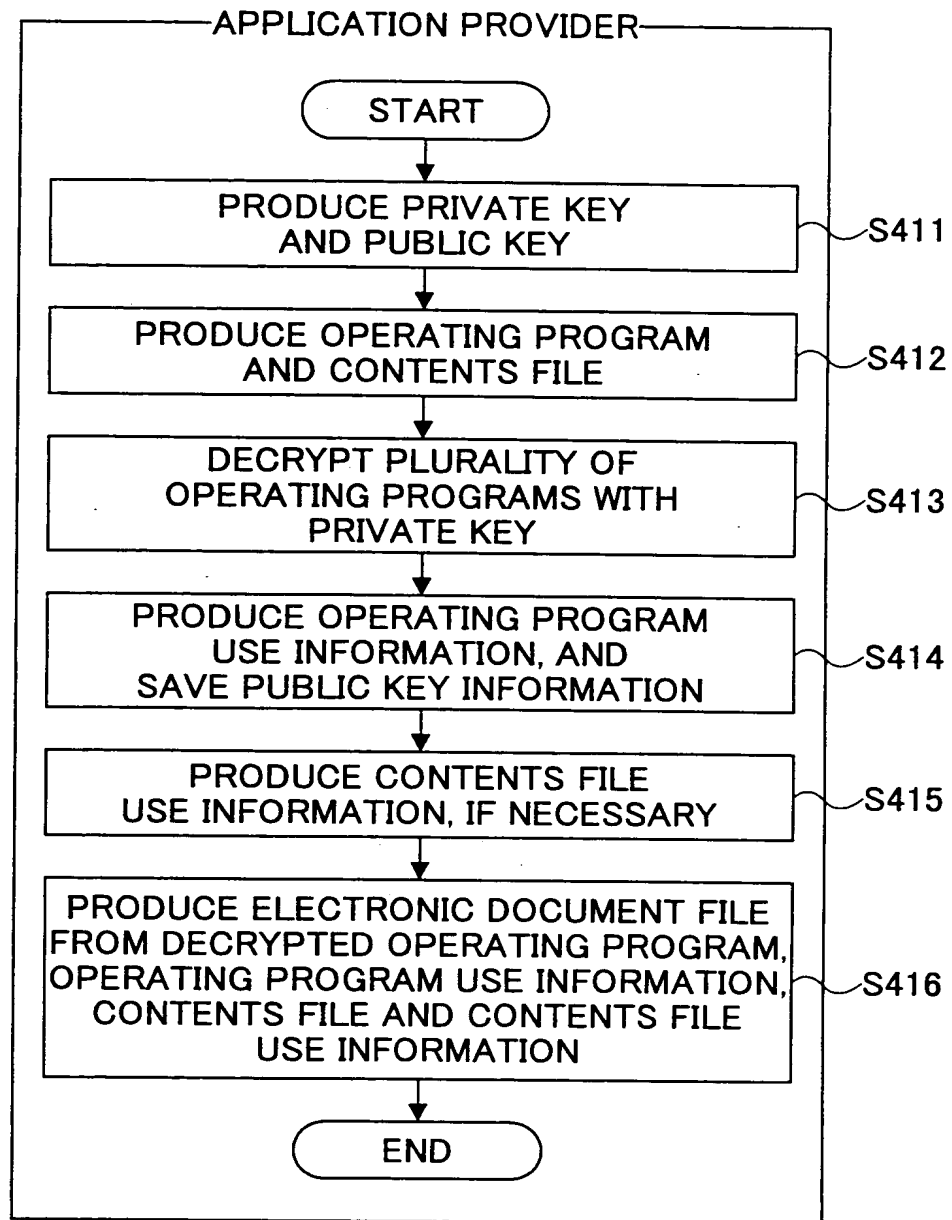 APPLICATION PROVIDER
START
PRODUCE PRIVATE KEY
AND PUBLIC KEY
S411
PRODUCE OPERATING PROGRAM
AND CONTENTS FILE
S412
DECRYPT PLURALITY OF
OPERATING PROGRAMS WITH
PRIVATE KEY
S413
PRODUCE OPERATING PROGRAM
USE INFORMATION, AND
SAVE PUBLIC KEY INFORMATION
S414
PRODUCE CONTENTS FILE
USE INFORMATION, IF NECESSARY
S415
PRODUCE ELECTRONIC DOCUMENT FILE
FROM DECRYPTED OPERATING PROGRAM,
OPERATING PROGRAM USE INFORMATION,
CONTENTS FILE AND CONTENTS FILE
USE INFORMATION
S416
END